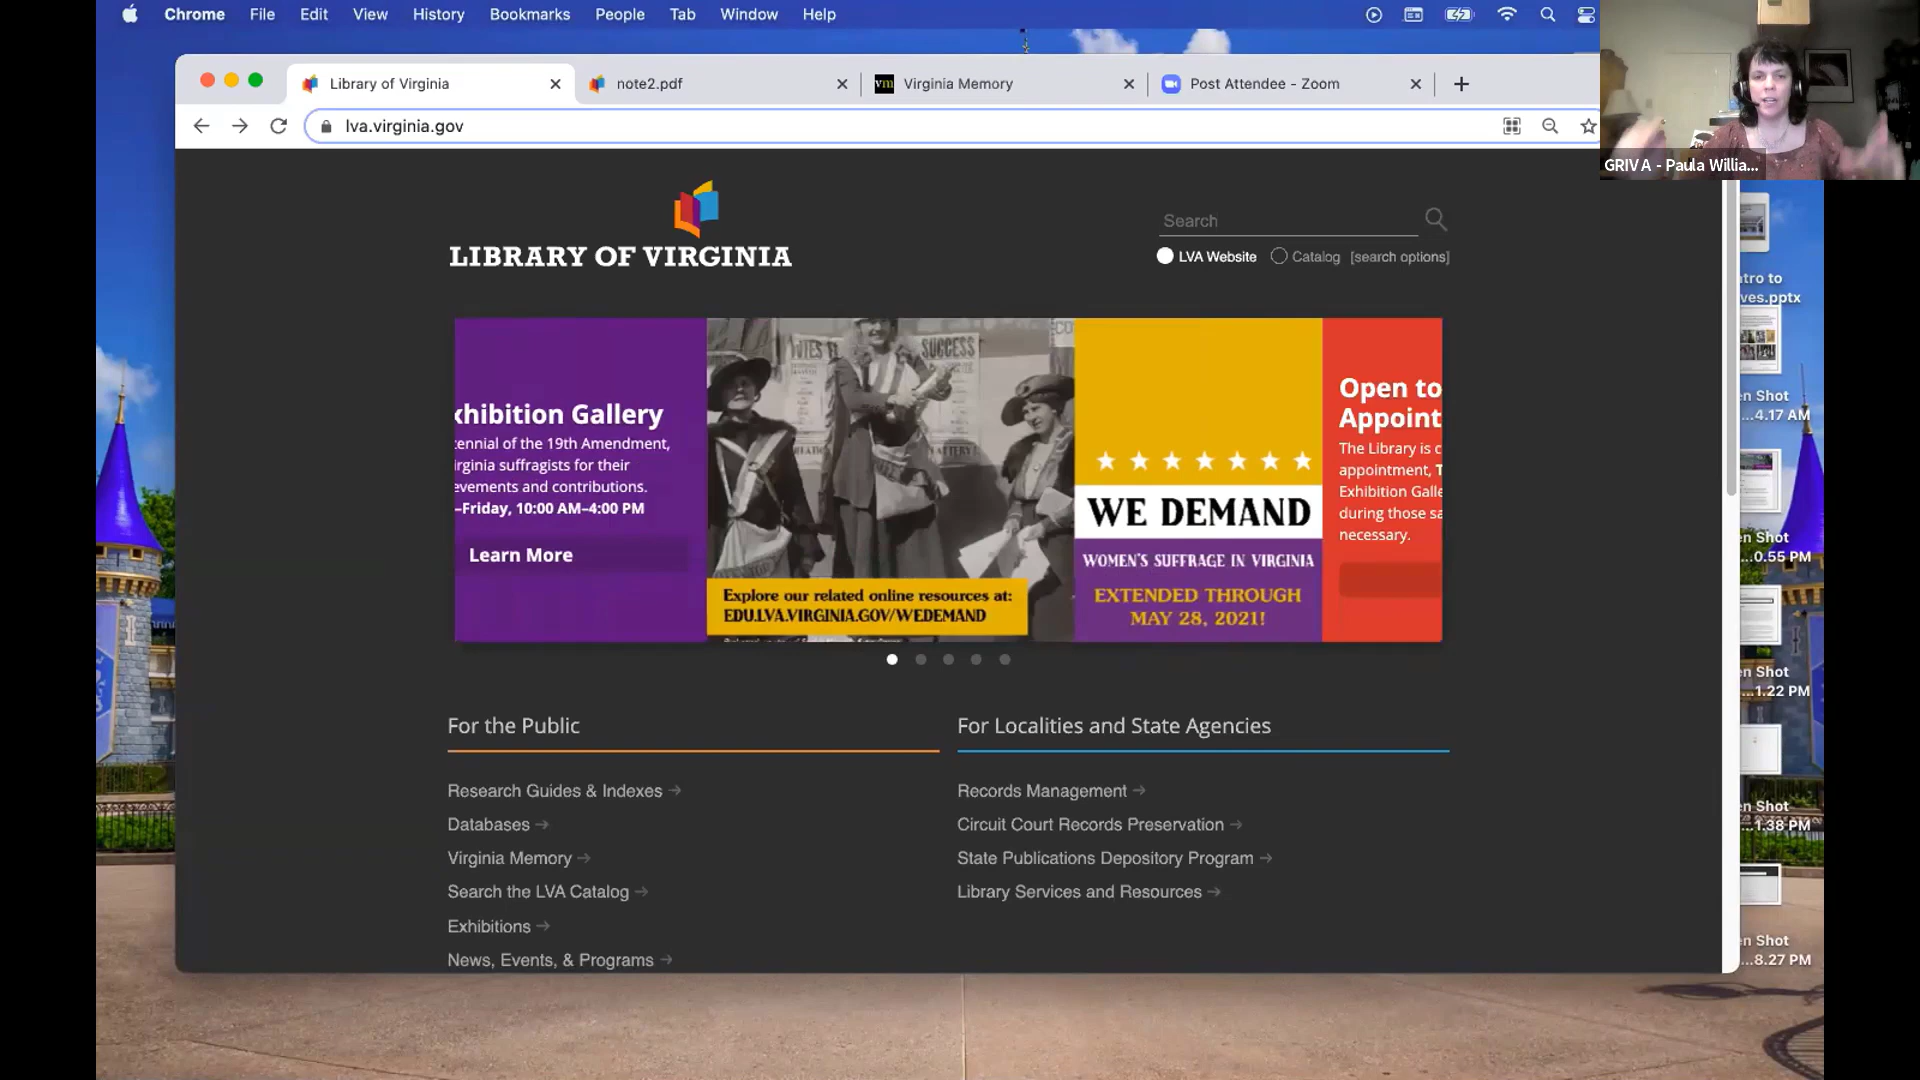 Chrome File Edit View History Bookmarks People Tab Window Help
Library of Virginia
note2.pdf
vm Virginia Memory
Post Attendee - Zoom
lva.virginia.gov
GRIVA - Paula Willia...
LIBRARY OF VIRGINIA
Search
LVA Website Catalog [search options]
xhibition Gallery
tennial of the 19th Amendment,
irginia suffragists for their
evements and contributions.
–Friday, 10:00 AM–4:00 PM
Learn More
SUCCESS
Explore our related online resources at:
EDU.LVA.VIRGINIA.GOV/WEDEMAND
WE DEMAND
WOMEN'S SUFFRAGE IN VIRGINIA
EXTENDED THROUGH
MAY 28, 2021!
Open to
Appoint
The Library is c
appointment, T
Exhibition Galle
during those sa
necessary.
For the Public
Research Guides & Indexes
Databases
Virginia Memory
Search the LVA Catalog
Exhibitions
News, Events, & Programs
For Localities and State Agencies
Records Management
Circuit Court Records Preservation
State Publications Depository Program
Library Services and Resources
tro to
ves.pptx
en Shot
...4.17 AM
en Shot
...0.55 PM
en Shot
...1.22 PM
en Shot
...1.38 PM
en Shot
...8.27 PM